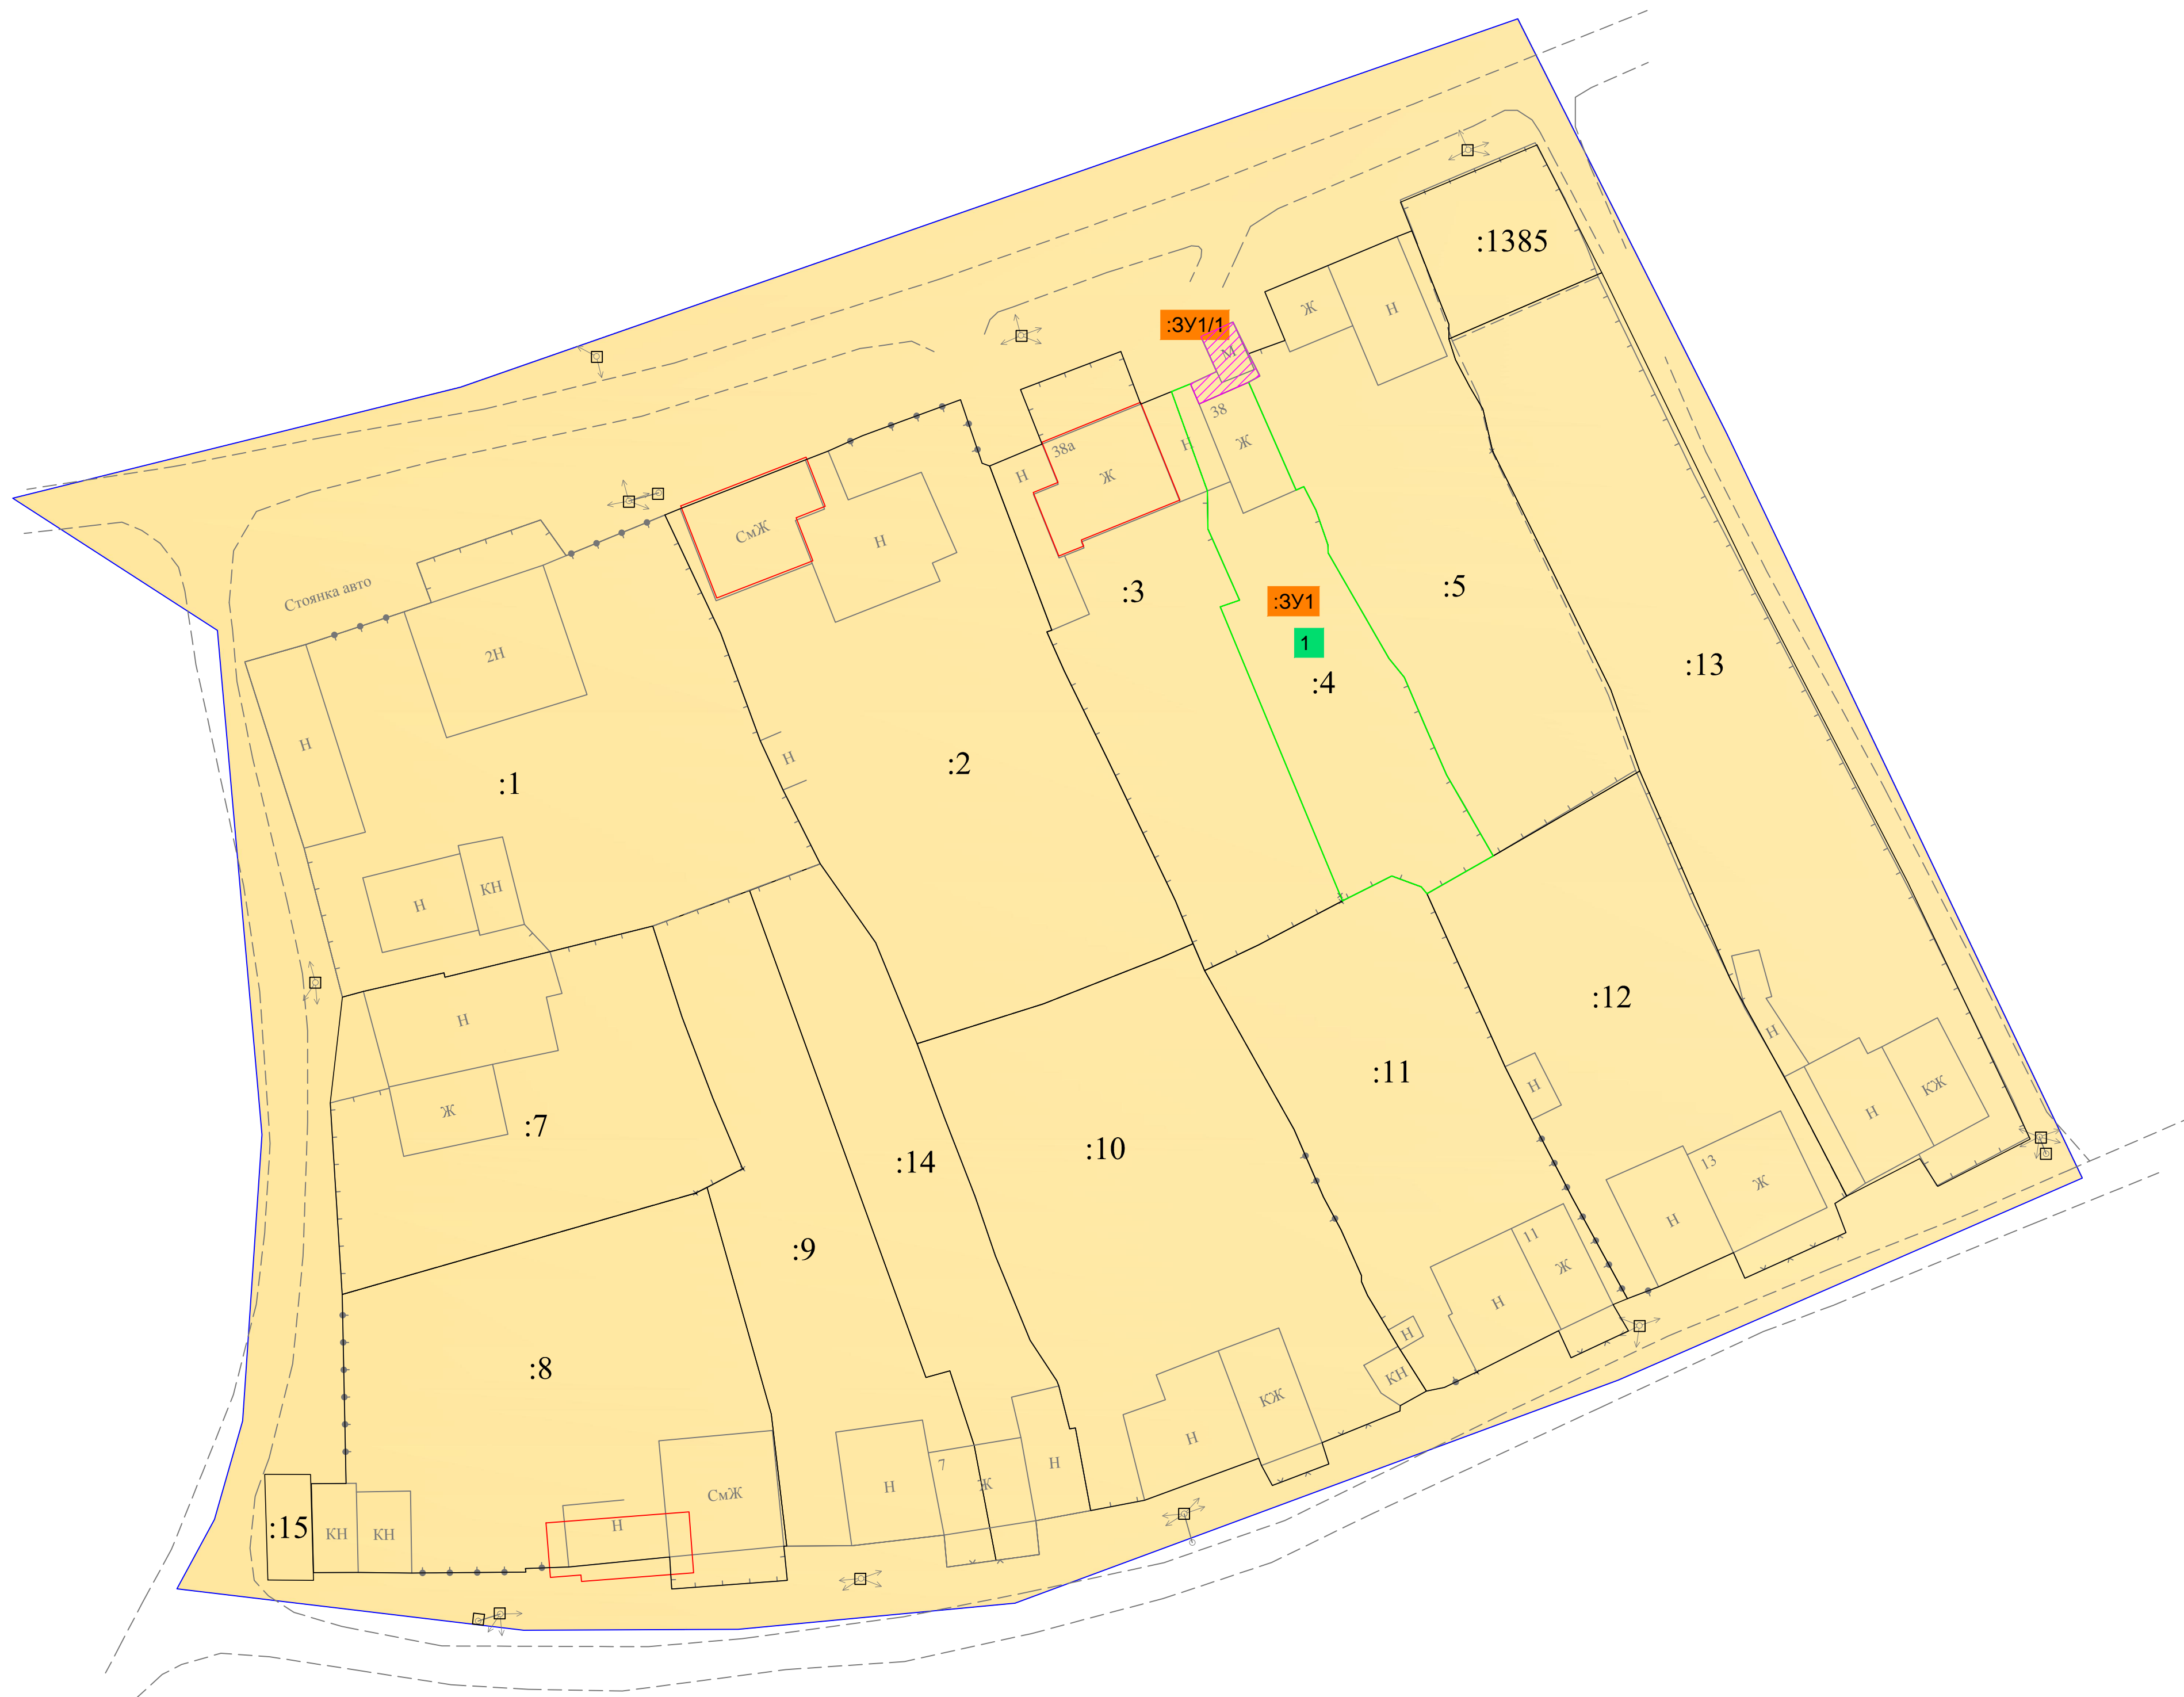 :1385
Ж
Н
:ЗУ1/1
М
38
Ж
Н
38а
Ж
Н
СмЖ
Н
Стоянка авто
2Н
:3
:ЗУ1
1
:4
:5
:13
Н
:1
Н
:2
Н
КН
Н
Ж
:7
:14
:10
:11
:12
Н
Н
Н
КЖ
13
Ж
Н
:9
:8
11
Ж
Н
Н
КН
КЖ
Н
СмЖ
Н
7
Ж
Н
Н
:15
КН
КН